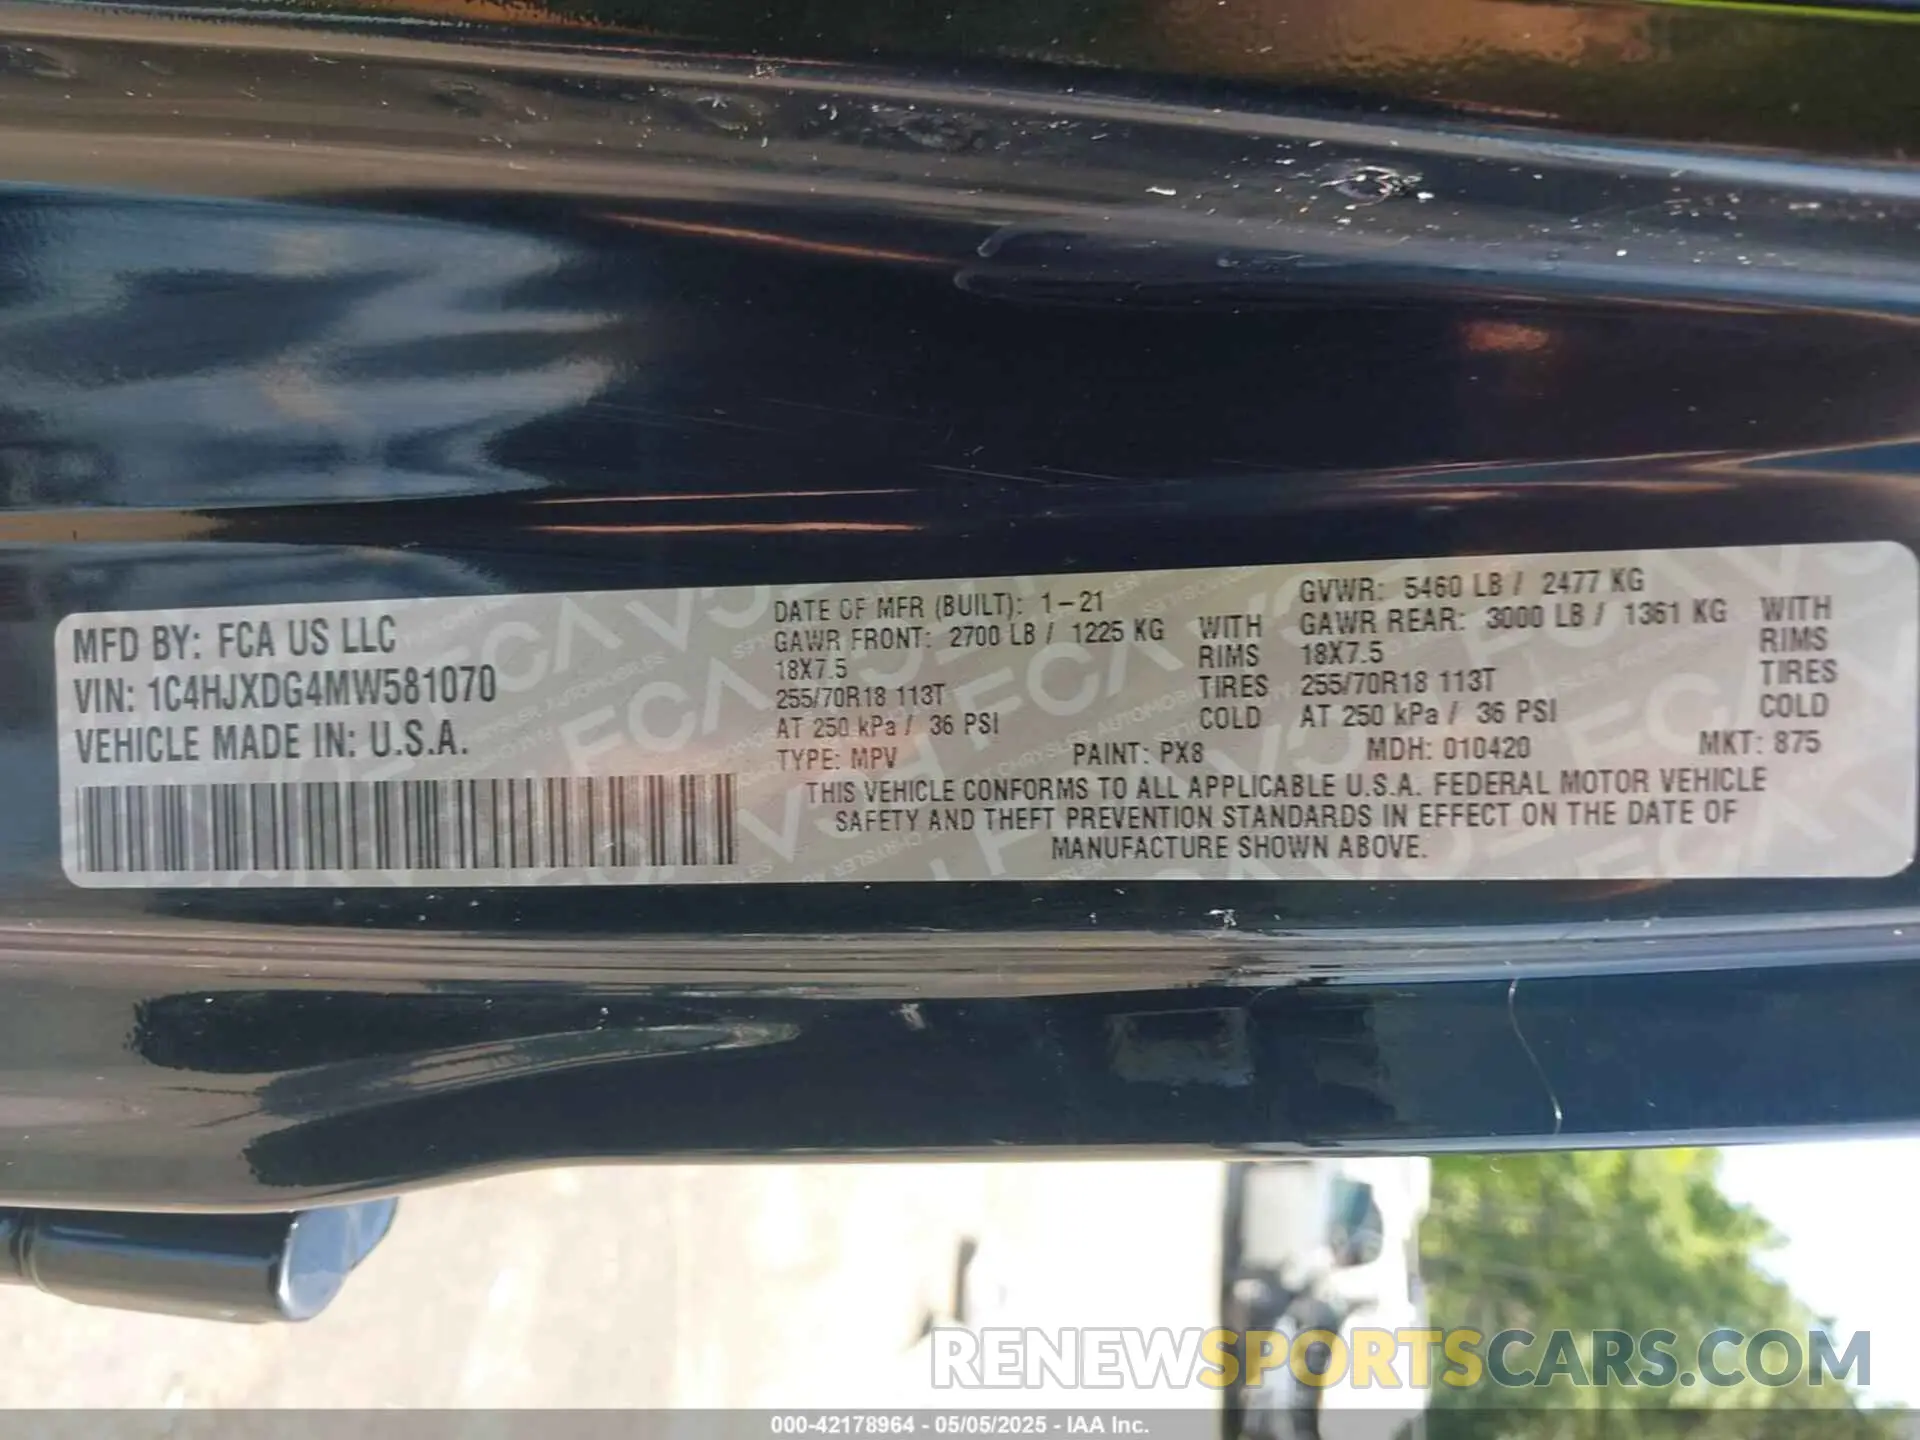 MFD BY: FCA US LLC
VIN: 1C4HJXDG4MW581070
VEHICLE MADE IN: U.S.A.
DATE OF MFR (BUILT): 1-21
GAWR FRONT: 2700 LB / 1225 KG WITH
18X7.5 RIMS
255/70R18 113T TIRES
AT 250 kPa / 36 PSI COLD
GVWR: 5460 LB / 2477 KG
GAWR REAR: 3000 LB / 1361 KG WITH
18X7.5 RIMS
255/70R18 113T TIRES
AT 250 kPa / 36 PSI COLD
TYPE: MPV PAINT: PX8 MDH: 010420 MKT: 875
THIS VEHICLE CONFORMS TO ALL APPLICABLE U.S.A. FEDERAL MOTOR VEHICLE
SAFETY AND THEFT PREVENTION STANDARDS IN EFFECT ON THE DATE OF
MANUFACTURE SHOWN ABOVE.
RENEWSPORTSCARS.COM
000-42178964 - 05/05/2025 - IAA Inc.